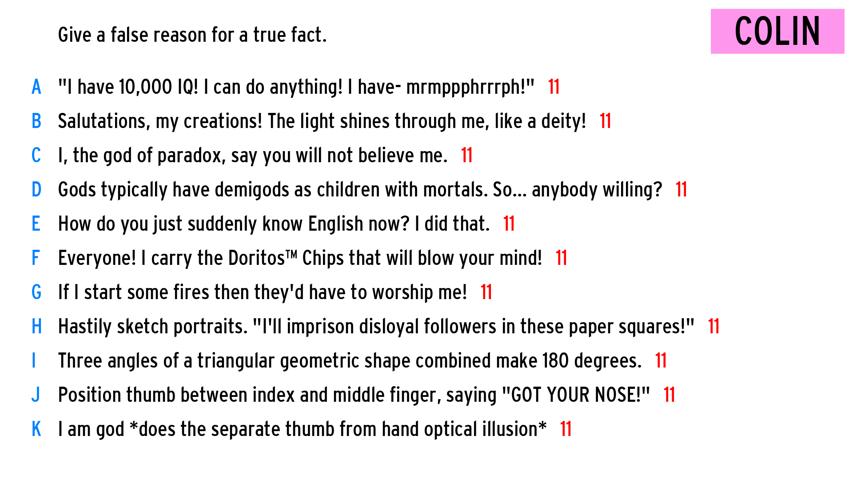 Give a false reason for a true fact.
COLIN
A "I have 10,000 IQ! I can do anything! I have- mrmppphrrrph!" 11
B Salutations, my creations! The light shines through me, like a deity! 11
C I, the god of paradox, say you will not believe me. 11
D Gods typically have demigods as children with mortals. So... anybody willing? 11
E How do you just suddenly know English now? I did that. 11
F Everyone! I carry the Doritos™ Chips that will blow your mind! 11
G If I start some fires then they'd have to worship me! 11
H Hastily sketch portraits. "I'll imprison disloyal followers in these paper squares!" 11
I Three angles of a triangular geometric shape combined make 180 degrees. 11
J Position thumb between index and middle finger, saying "GOT YOUR NOSE!" 11
K I am god *does the separate thumb from hand optical illusion* 11